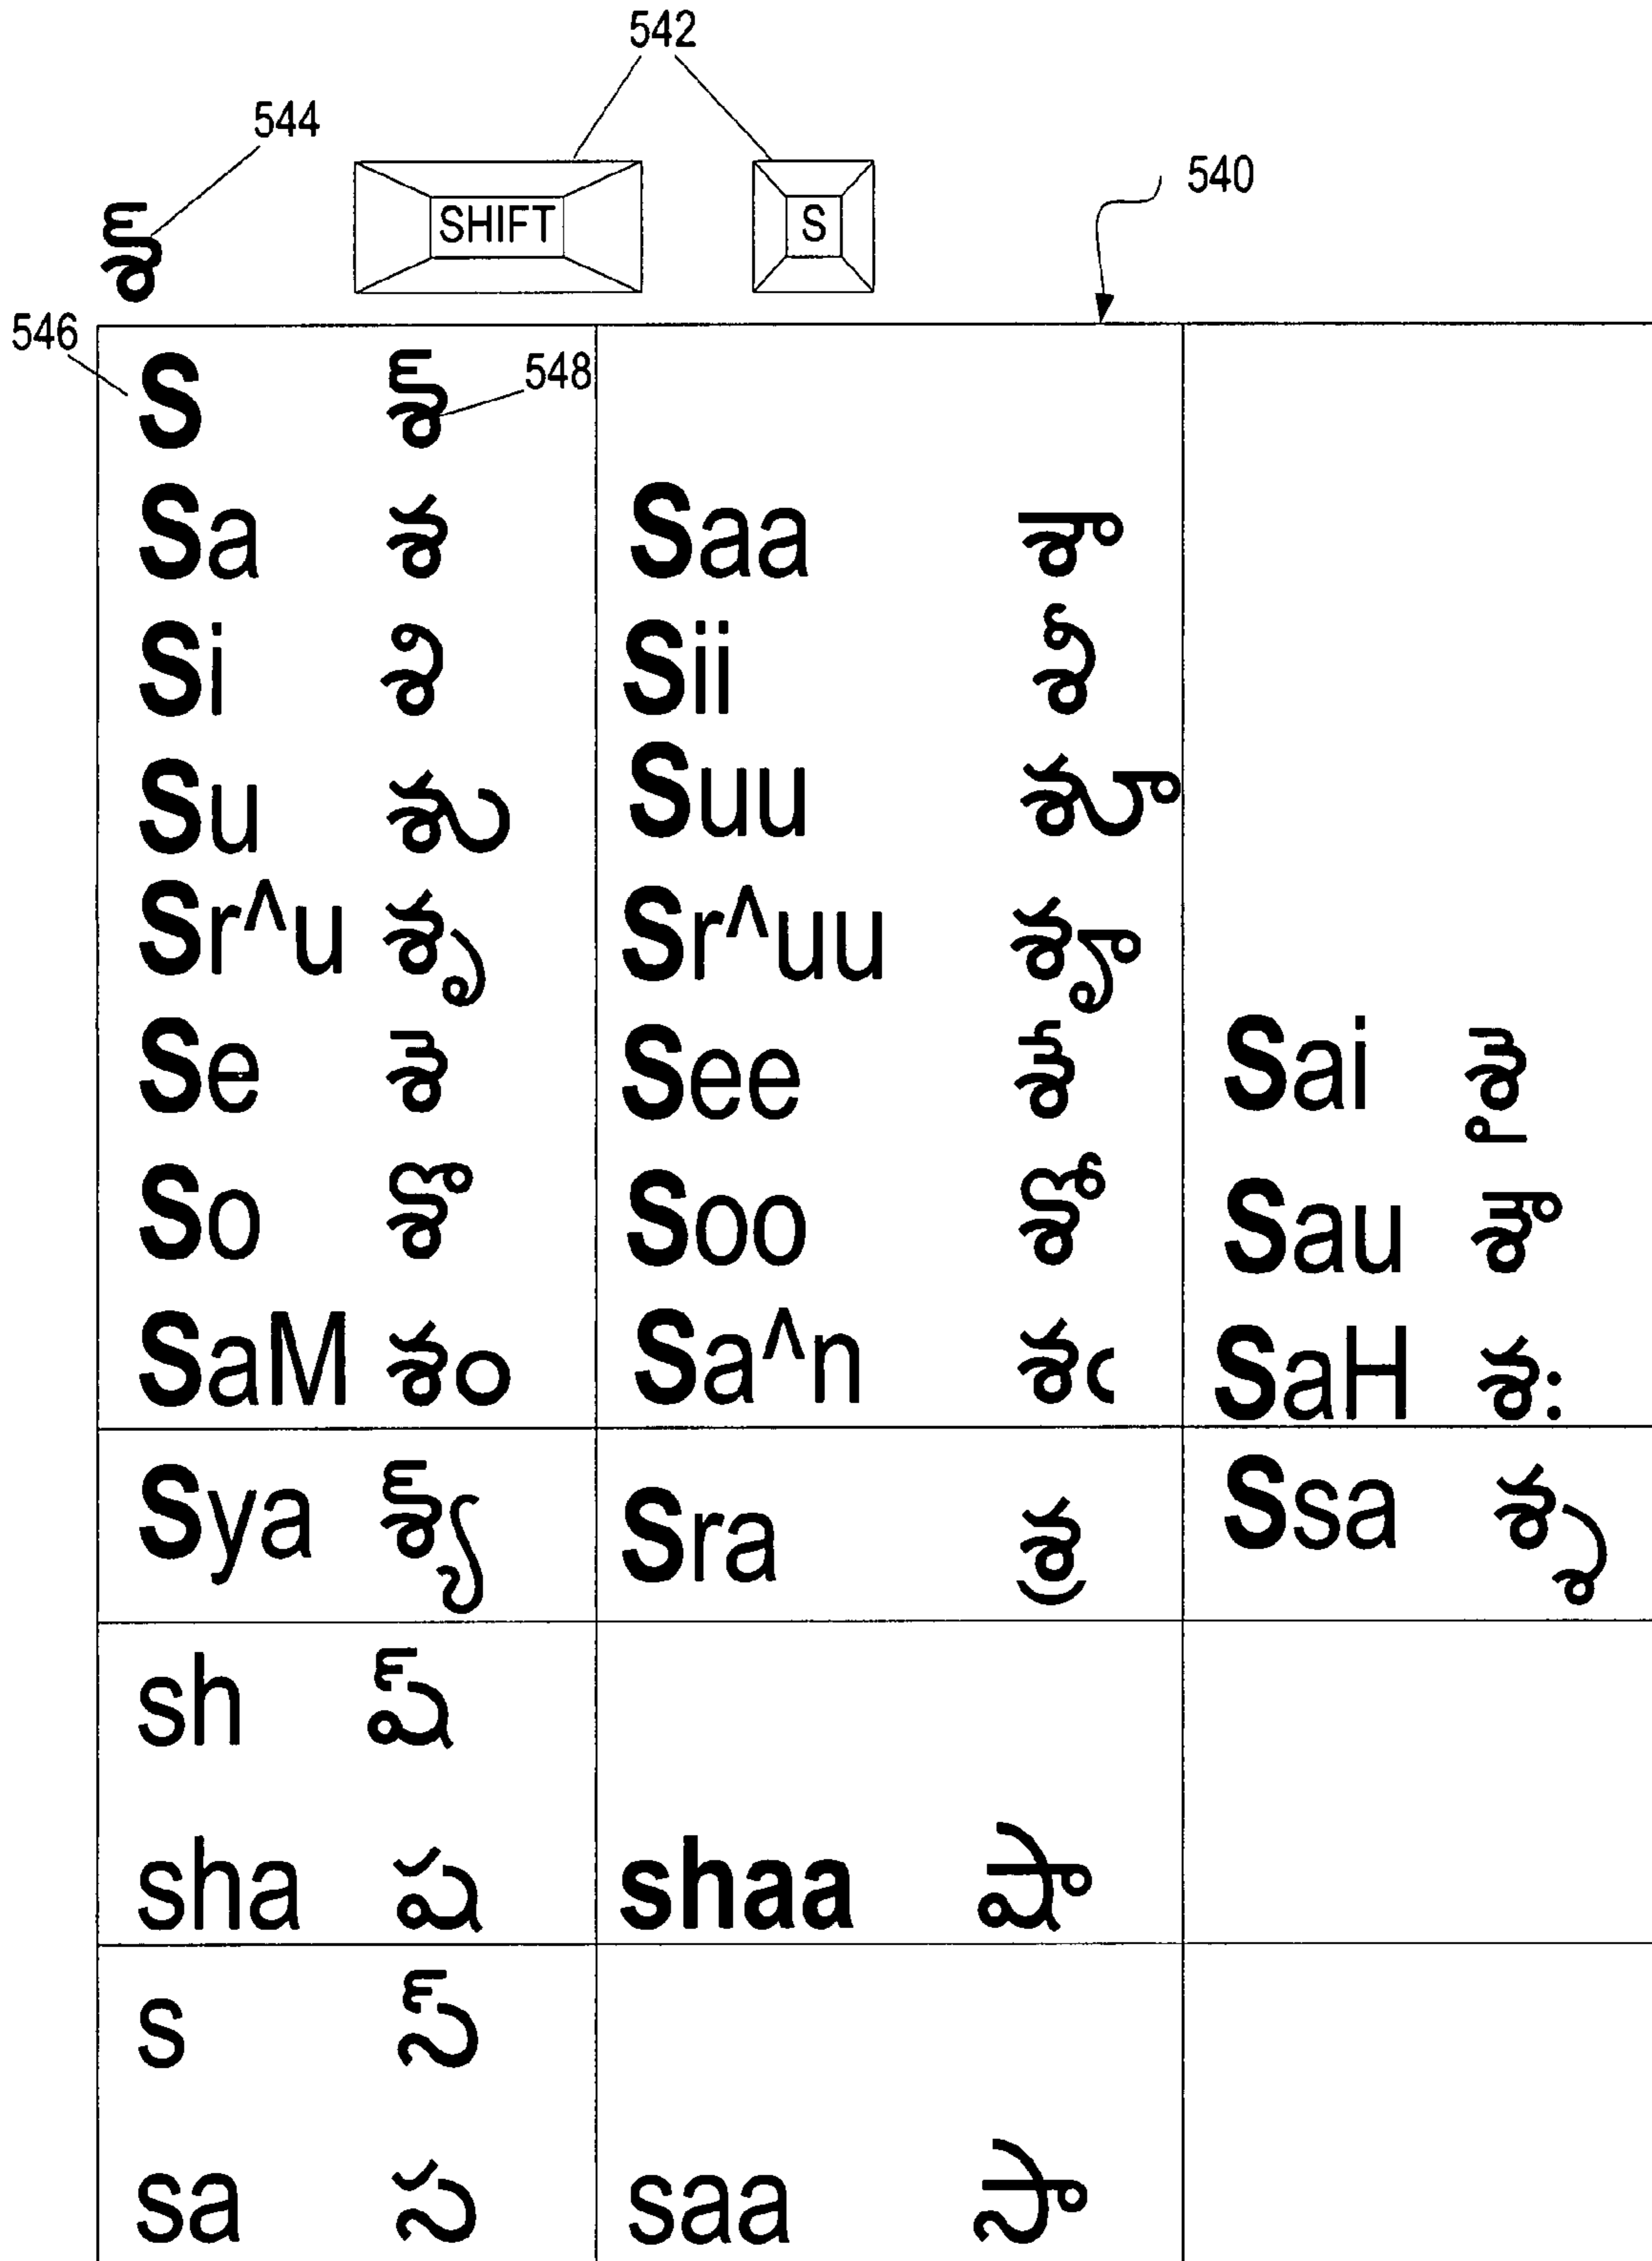 542
544
540
శ్ SHIFT S
546
S శ్ 548
Sa శ Saa శా
Si శి Sii శీ
Su శు Suu శూ
Sr^u శృ Sr^uu శౄ
Se శె See శే Sai శై
So శొ Soo శో Sau శౌ
SaM శం Sa^n శఁ SaH శః
Sya శ్య Sra శ్ర Ssa శ్స
sh ష్
sha ష shaa షా
s స్
sa స saa సా